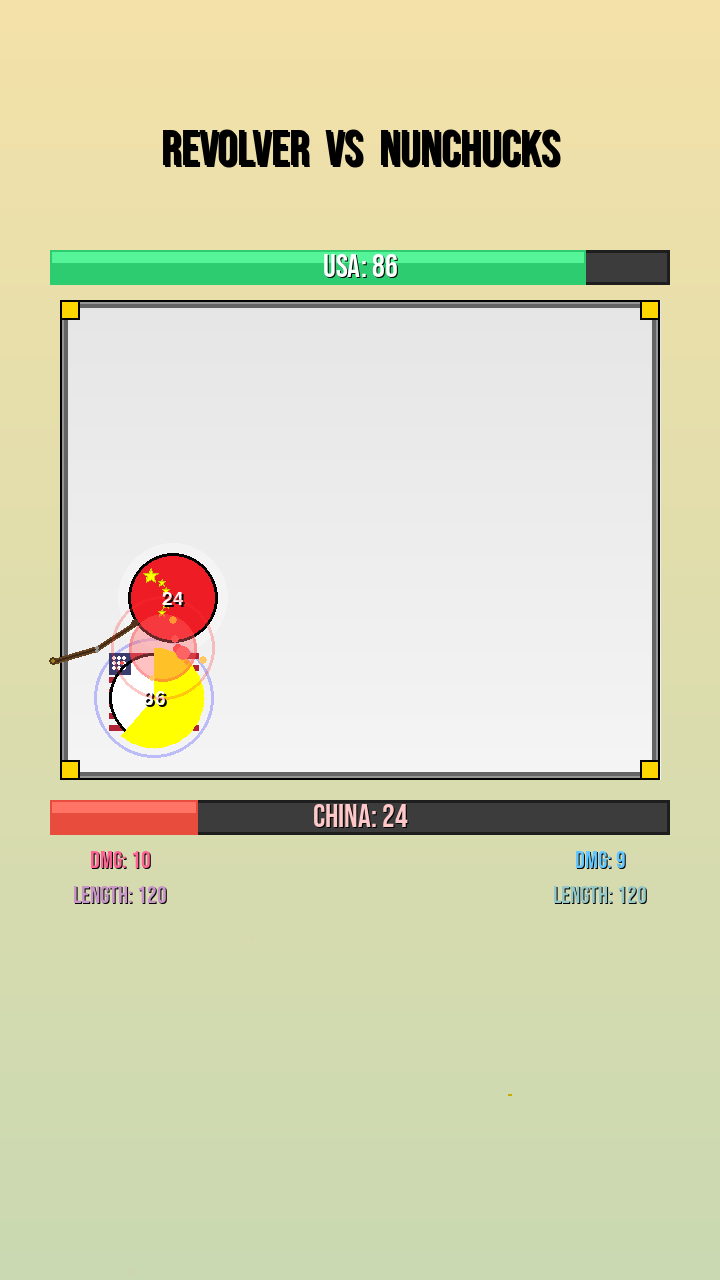 REVOLVER VS NUNCHUCKS
USA: 86
24
86
CHINA: 24
DMG: 10
DMG: 9
LENGTH: 120
LENGTH: 120